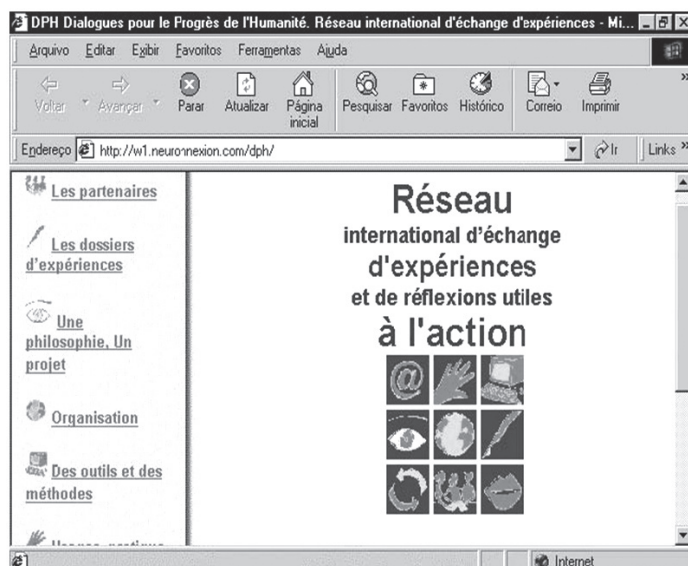 DPH Dialogues pour le Progrès de l'Humanité. Réseau international d'échange d'expériences - Mi...
Arquivo Editar Exibir Favoritos Ferramentas Ajuda
Voltar Avançar Parar Atualizar Página inicial Pesquisar Favoritos Histórico Correio Imprimir »
Endereço http://w1.neuronnexion.com/dph/ Ir Links »
Les partenaires
Les dossiers
d'expériences
Une
philosophie, Un
projet
Organisation
Des outils et des
méthodes
Réseau
international d'échange
d'expériences
et de réflexions utiles
à l'action
@
Internet